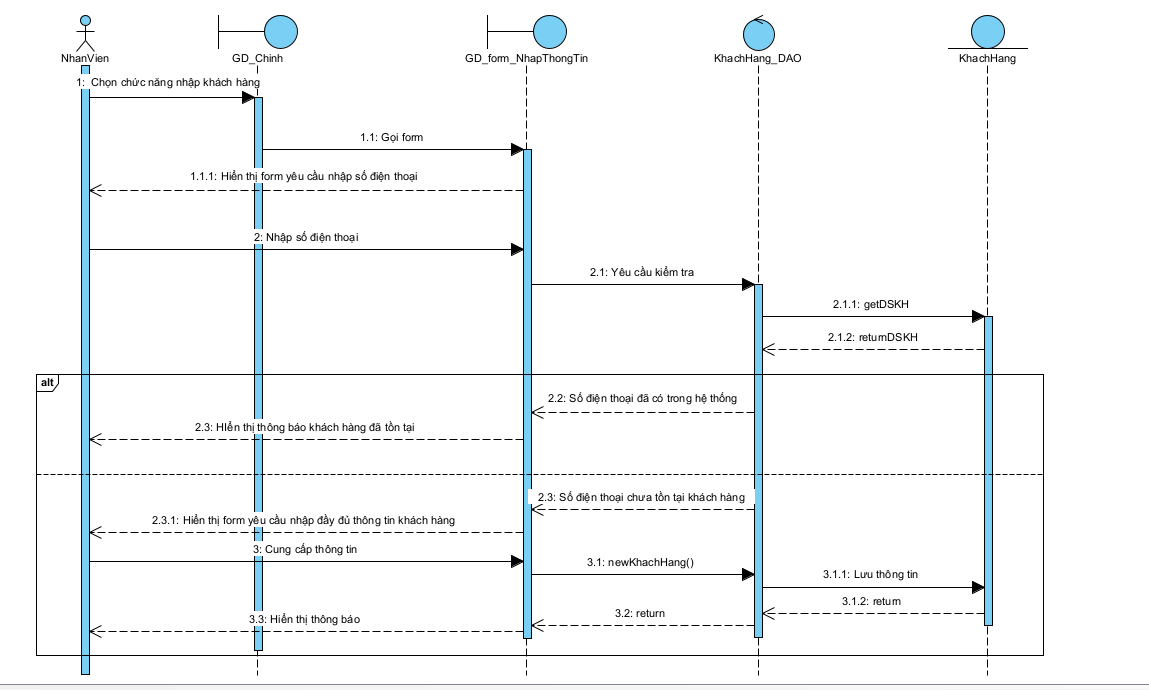 NhanVien
GD_Chinh
GD_form_NhapThongTin
KhachHang_DAO
KhachHang
1: Chọn chức năng nhập khách hàng
1.1: Gọi form
1.1.1: Hiển thị form yêu cầu nhập số điện thoại
2: Nhập số điện thoại
2.1: Yêu cầu kiểm tra
2.1.1: getDSKH
2.1.2: returnDSKH
alt
2.2: Số điện thoại đã có trong hệ thống
2.3: HIển thị thông báo khách hàng đã tồn tại
2.3: Số điện thoại chưa tồn tại khách hàng
2.3.1: Hiển thị form yêu cầu nhập đầy đủ thông tin khách hàng
3: Cung cấp thông tin
3.1: newKhachHang()
3.1.1: Lưu thông tin
3.1.2: return
3.2: return
3.3: Hiển thị thông báo